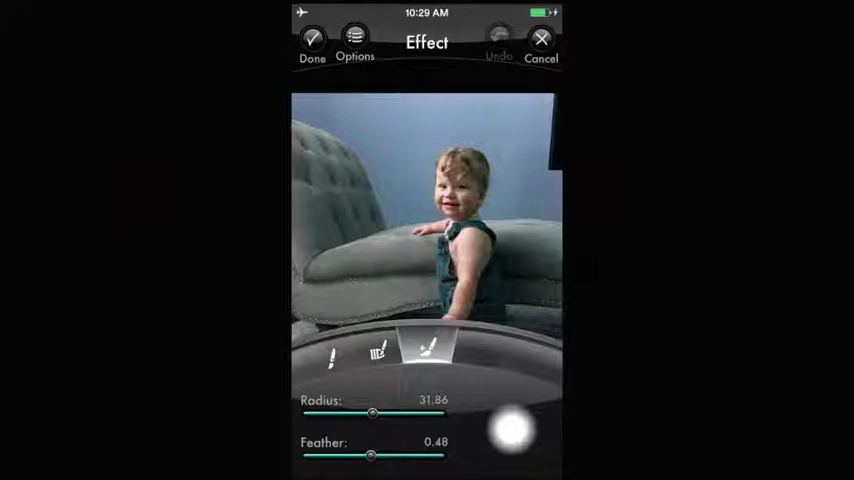 10:29 AM
Done
Options
Effect
Undo
Cancel
Radius: 31.86
Feather: 0.48